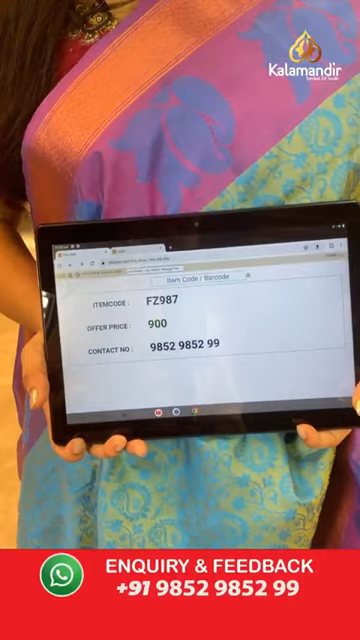 Kalamandir
Item Code / Barcode
ITEMCODE : FZ987
OFFER PRICE : 900
CONTACT NO : 9852 9852 99
ENQUIRY & FEEDBACK
+91 9852 9852 99